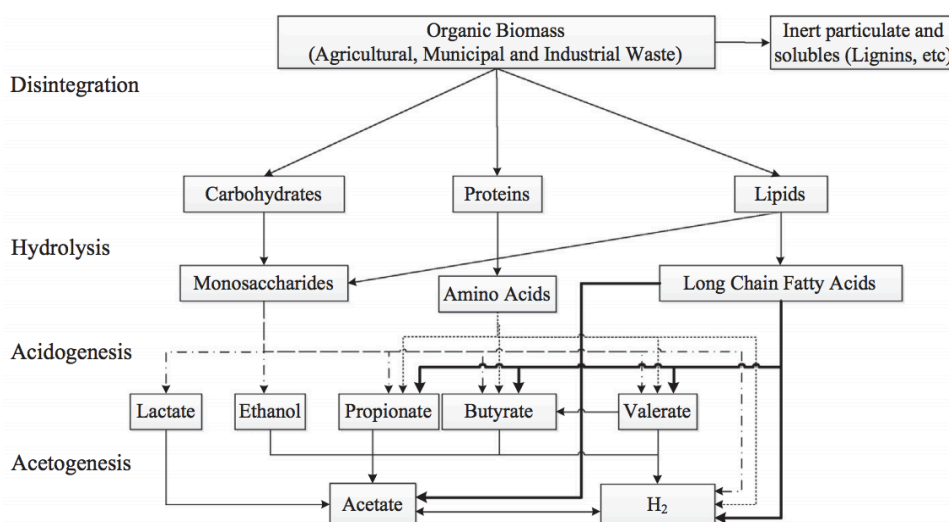 Organic Biomass
(Agricultural, Municipal and Industrial Waste)
Inert particulate and
solubles (Lignins, etc)
Disintegration
Carbohydrates
Proteins
Lipids
Hydrolysis
Monosaccharides
Amino Acids
Long Chain Fatty Acids
Acidogenesis
Lactate
Ethanol
Propionate
Butyrate
Valerate
Acetogenesis
Acetate
H₂